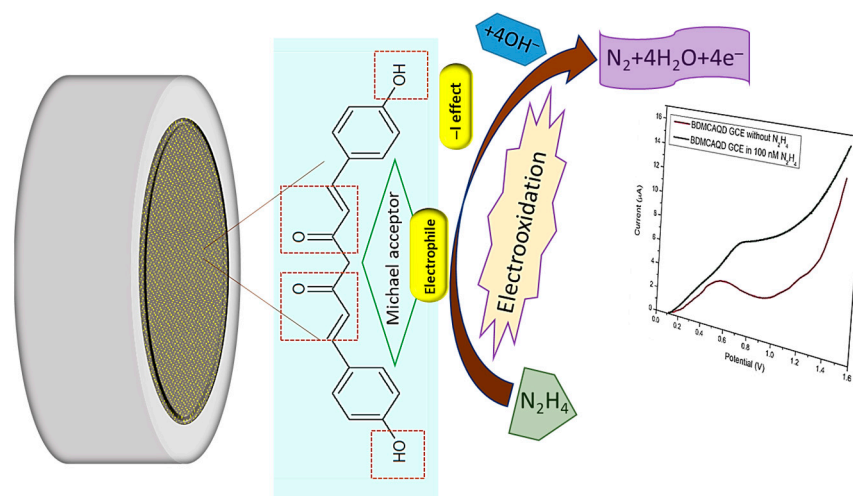 OH
O
O
HO
Michael acceptor
–I effect
Electrophile
+4OH⁻
N₂+4H₂O+4e⁻
Electrooxidation
N₂H₄
BDMCAQD GCE without N₂H₄
BDMCAQD GCE in 100 nM N₂H₄
Current (μA)
16
14
12
10
8
6
4
2
0
0.0
0.2
0.4
0.6
0.8
1.0
1.2
1.4
1.6
Potential (V)